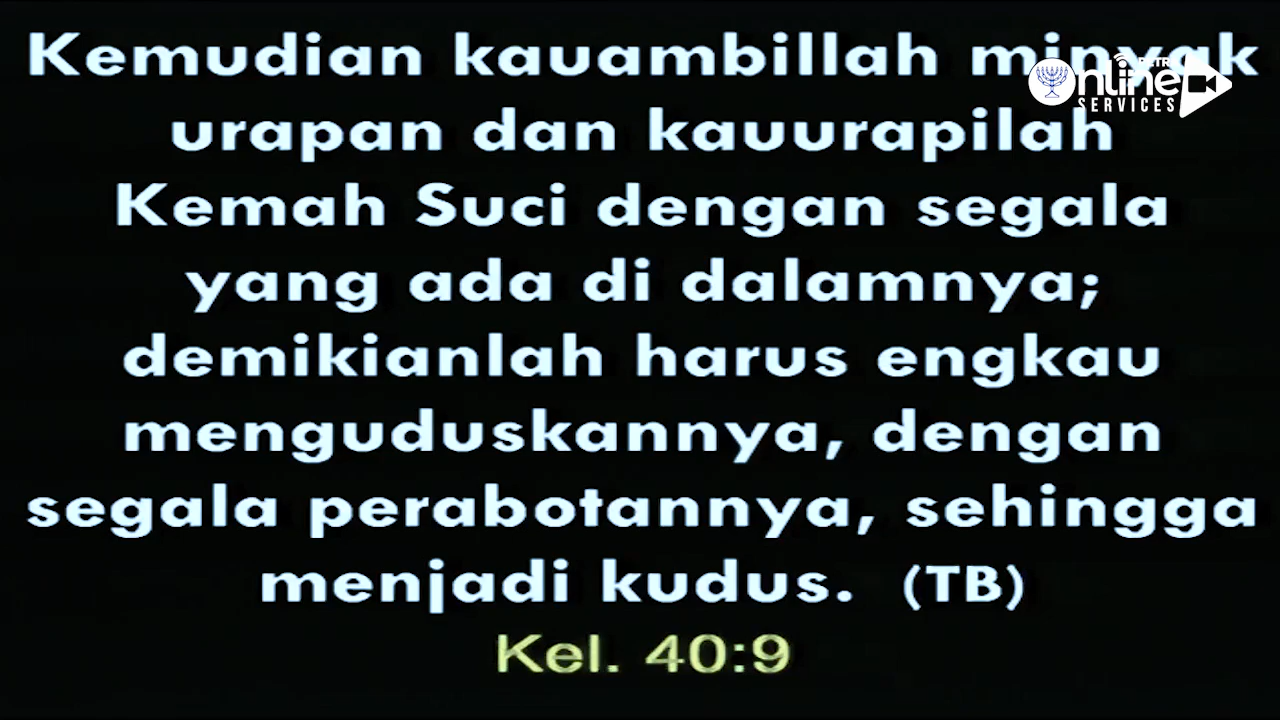 Kemudian kauambillah minyak
urapan dan kauurapilah
Kemah Suci dengan segala
yang ada di dalamnya;
demikianlah harus engkau
menguduskannya, dengan
segala perabotannya, sehingga
menjadi kudus. (TB)
Kel. 40:9
Online
SERVICES